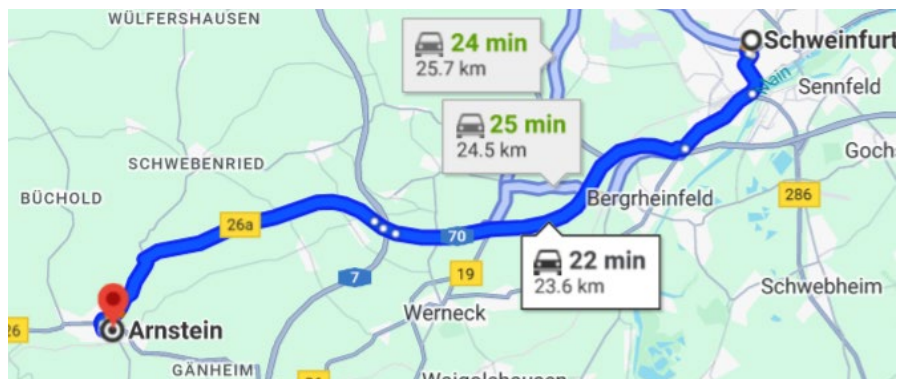 WÜLFERSHAUSEN
24 min
25.7 km
Schweinfurt
Main
Sennfeld
25 min
24.5 km
SCHWEBENRIED
BÜCHOLD
Bergrheinfeld
286
26a
70
22 min
23.6 km
7
19
Schwebheim
Werneck
26
Arnstein
GÄNHEIM